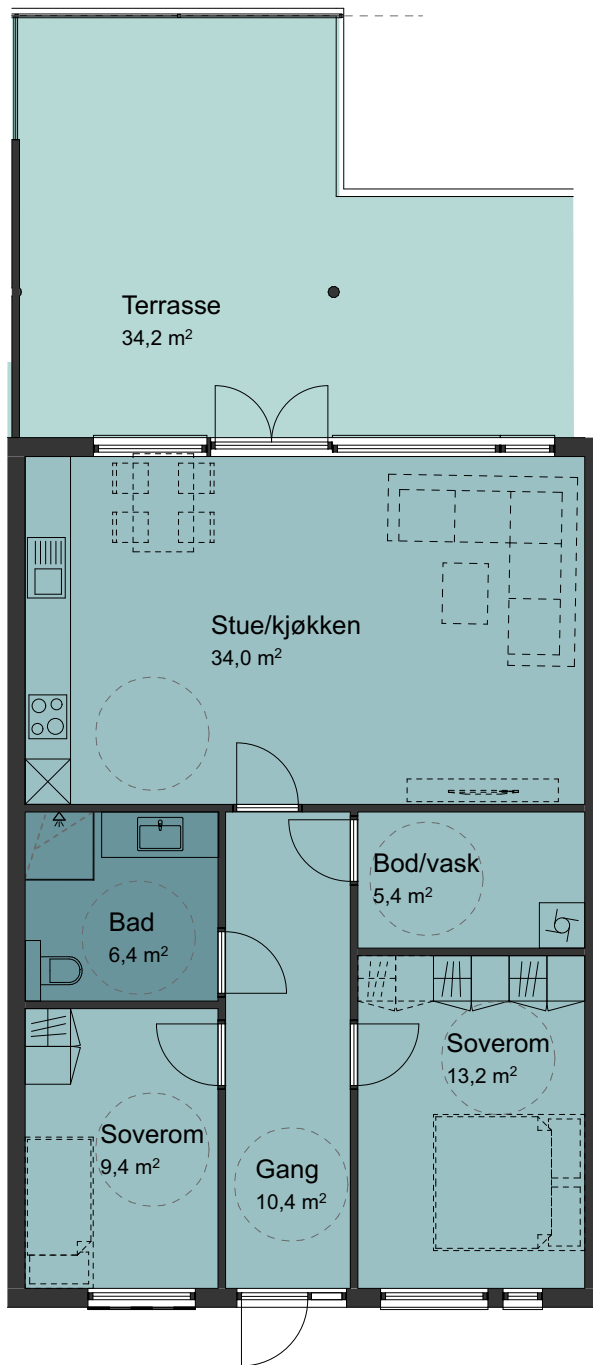 Terrasse
34,2 m²
Stue/kjøkken
34,0 m²
Bod/vask
5,4 m²
Bad
6,4 m²
Soverom
13,2 m²
Soverom
9,4 m²
Gang
10,4 m²